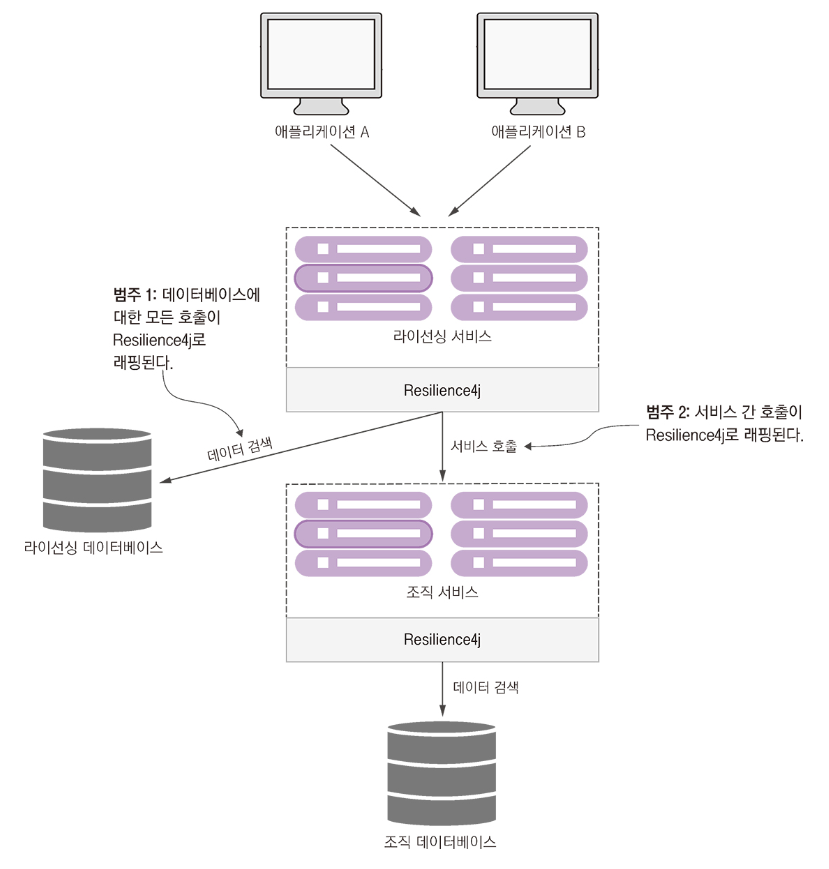 애플리케이션 A
애플리케이션 B
라이선싱 서비스
Resilience4j
범주 1: 데이터베이스에
대한 모든 호출이
Resilience4j로
래핑된다.
데이터 검색
서비스 호출
범주 2: 서비스 간 호출이
Resilience4j로 래핑된다.
라이선싱 데이터베이스
조직 서비스
Resilience4j
데이터 검색
조직 데이터베이스